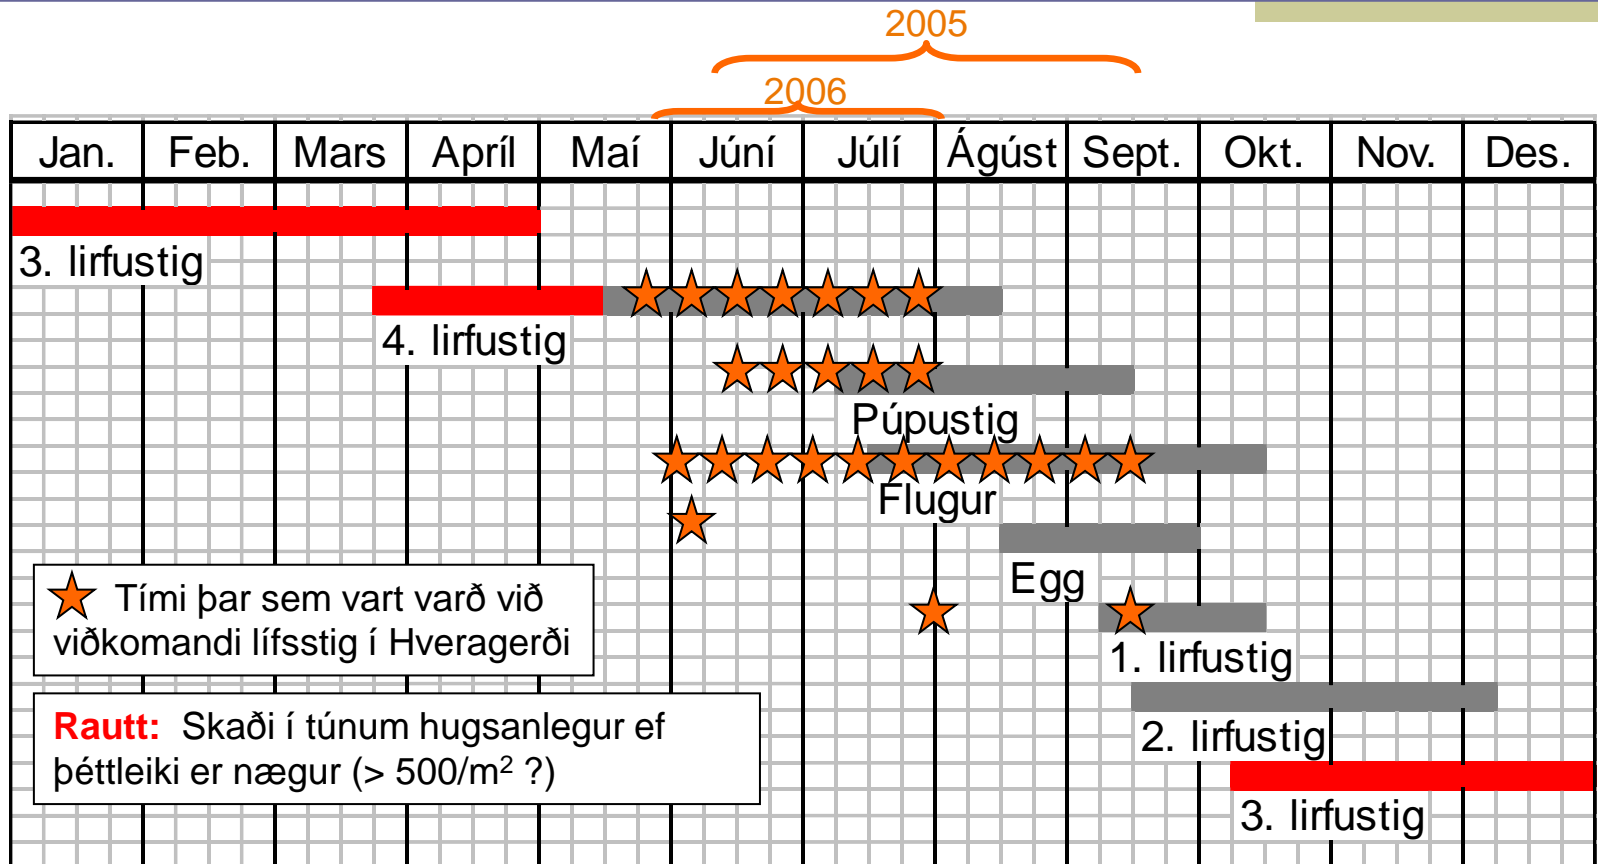 2005
2006
Jan. Feb. Mars Apríl Maí Júní Júlí Ágúst Sept. Okt. Nov. Des.
3. lirfustig
4. lirfustig
Púpustig
Flugur
Egg
Tími þar sem vart varð við
viðkomandi lífsstig í Hveragerði
1. lirfustig
Rautt: Skaði í túnum hugsanlegur ef
þéttleiki er nægur (> 500/m² ?)
2. lirfustig
3. lirfustig